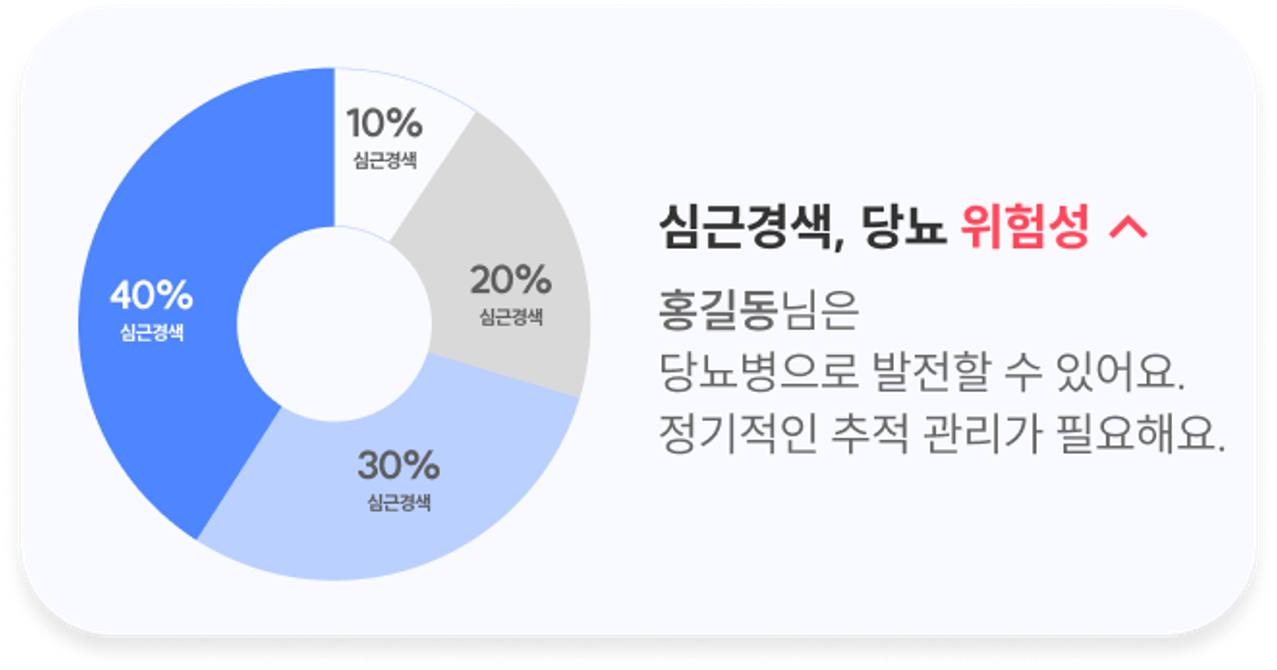 10%
심근경색
20%
심근경색
30%
심근경색
40%
심근경색
심근경색, 당뇨 위험성
홍길동님은
당뇨병으로 발전할 수 있어요.
정기적인 추적 관리가 필요해요.